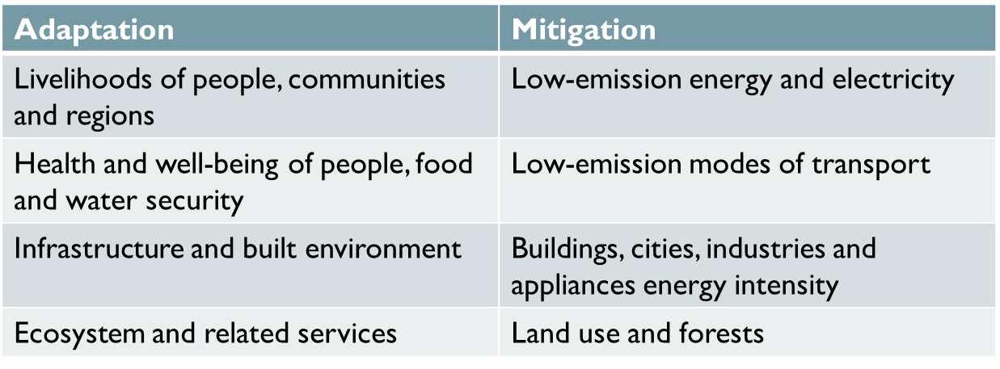 Adaptation
Mitigation
Livelihoods of people, communities
and regions
Low-emission energy and electricity
Health and well-being of people, food
and water security
Low-emission modes of transport
Infrastructure and built environment
Buildings, cities, industries and
appliances energy intensity
Ecosystem and related services
Land use and forests